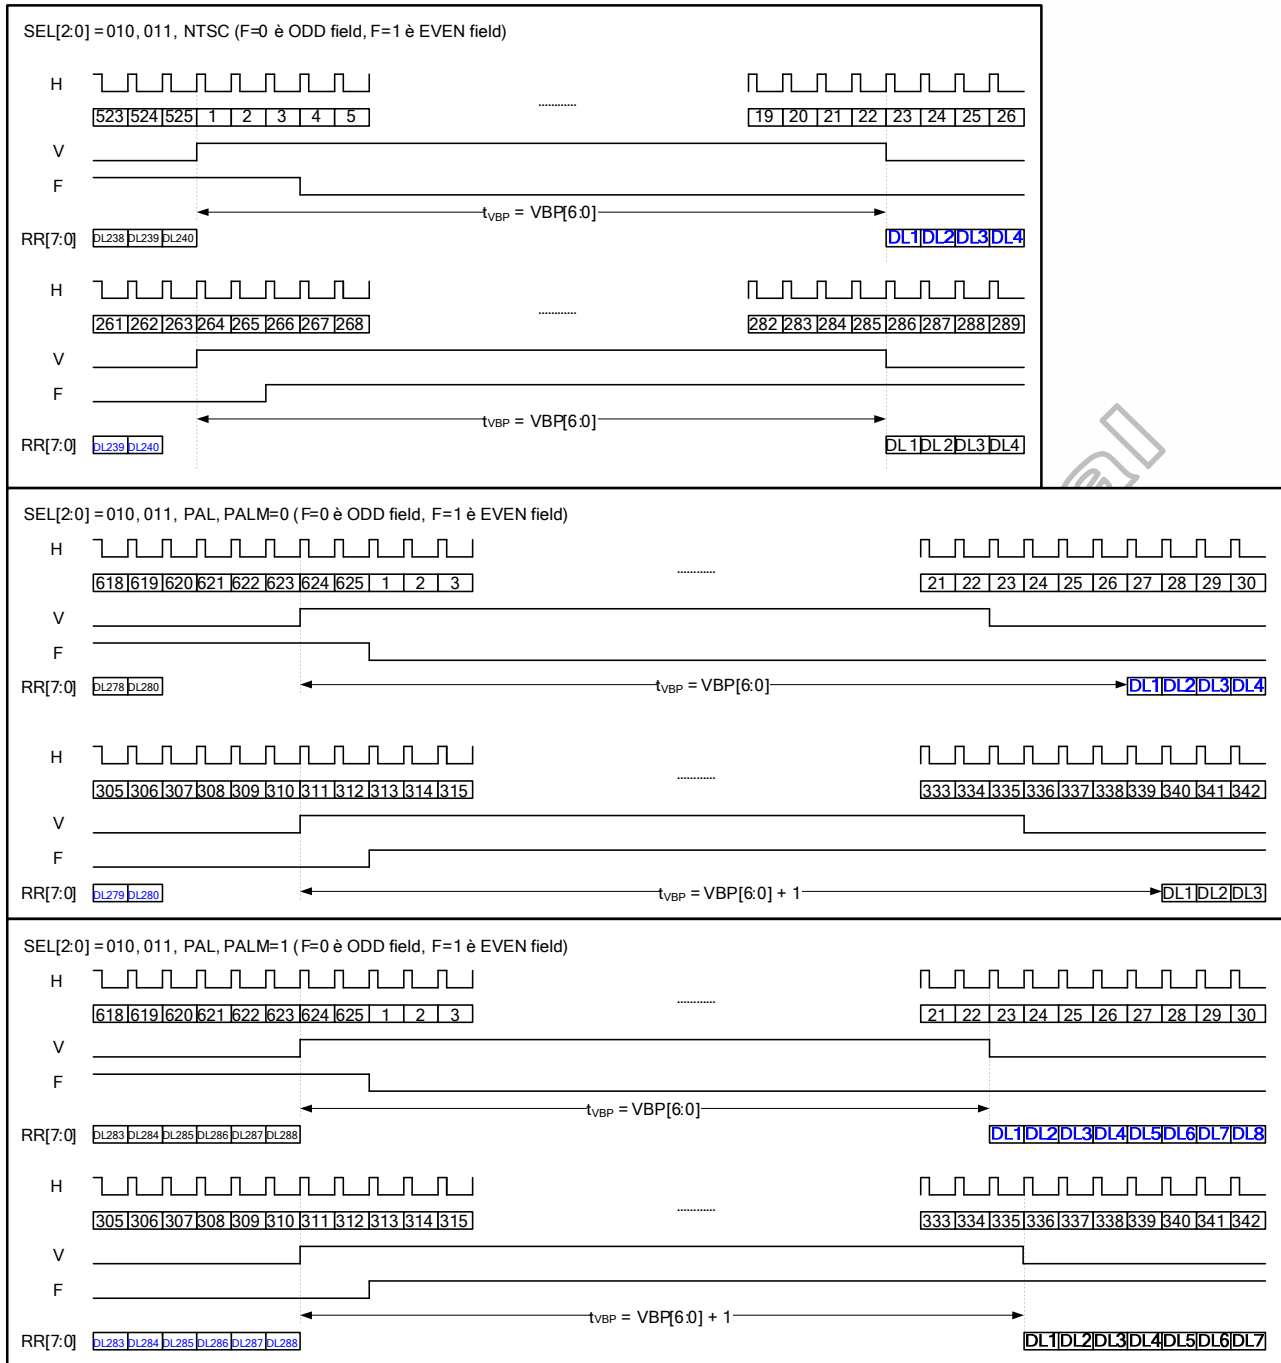 SEL[2:0] = 010, 011, NTSC (F=0 è ODD field, F=1 è EVEN field)
H
523 524 525 1 2 3 4 5 ............ 19 20 21 22 23 24 25 26
V
F
tVBP = VBP[6:0]
RR[7:0] DL238 DL239 DL240 DL1 DL2 DL3 DL4
H
261 262 263 264 265 266 267 268 ............ 282 283 284 285 286 287 288 289
V
F
tVBP = VBP[6:0]
RR[7:0] DL239 DL240 DL1 DL2 DL3 DL4
al
SEL[2:0] = 010, 011, PAL, PALM=0 ( F=0 è ODD field, F=1 è EVEN field)
H
618 619 620 621 622 623 624 625 1 2 3 ............ 21 22 23 24 25 26 27 28 29 30
V
F
RR[7:0] DL278 DL280 tVBP = VBP[6:0] DL1 DL2 DL3 DL4
H
305 306 307 308 309 310 311 312 313 314 315 ............ 333 334 335 336 337 338 339 340 341 342
V
F
RR[7:0] DL279 DL280 tVBP = VBP[6:0] + 1 DL1 DL2 DL3
SEL[2:0] = 010, 011, PAL, PALM=1 ( F=0 è ODD field, F=1 è EVEN field)
H
618 619 620 621 622 623 624 625 1 2 3 ............ 21 22 23 24 25 26 27 28 29 30
V
F
tVBP = VBP[6:0]
RR[7:0] DL283 DL284 DL285 DL286 DL287 DL288 DL1 DL2 DL3 DL4 DL5 DL6 DL7 DL8
H
305 306 307 308 309 310 311 312 313 314 315 ............ 333 334 335 336 337 338 339 340 341 342
V
F
tVBP = VBP[6:0] + 1
RR[7:0] DL283 DL284 DL285 DL286 DL287 DL288 DL1 DL2 DL3 DL4 DL5 DL6 DL7